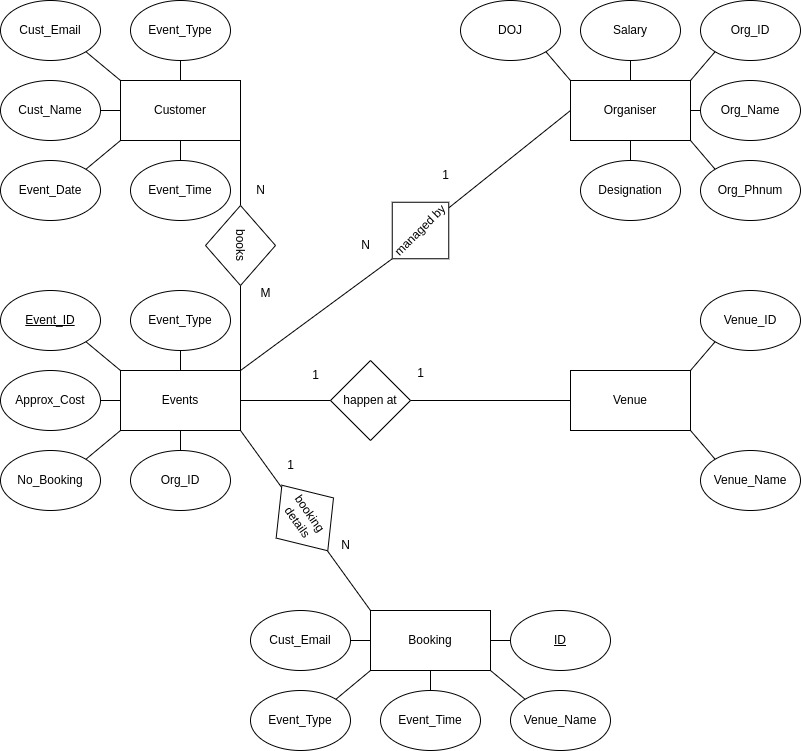 Cust_Email
Event_Type
DOJ
Salary
Org_ID
Cust_Name
Customer
Organiser
Org_Name
Event_Date
Event_Time
Designation
Org_Phnum
1
N
managed by
books
N
M
Event_ID
Event_Type
Venue_ID
Approx_Cost
Events
1
happen at
1
Venue
No_Booking
Org_ID
Venue_Name
1
booking
details
N
Cust_Email
Booking
ID
Event_Type
Event_Time
Venue_Name